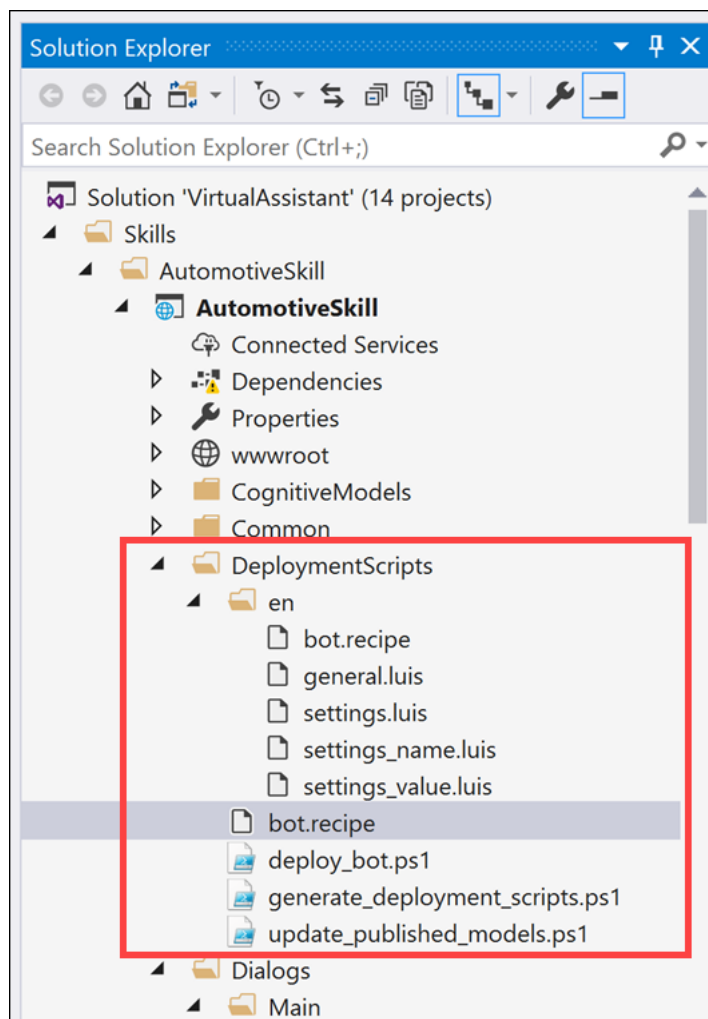 Solution Explorer
Search Solution Explorer (Ctrl+;)
Solution 'VirtualAssistant' (14 projects)
Skills
AutomotiveSkill
AutomotiveSkill
Connected Services
Dependencies
Properties
wwwroot
CognitiveModels
Common
DeploymentScripts
en
bot.recipe
general.luis
settings.luis
settings_name.luis
settings_value.luis
bot.recipe
deploy_bot.ps1
generate_deployment_scripts.ps1
update_published_models.ps1
Dialogs
Main